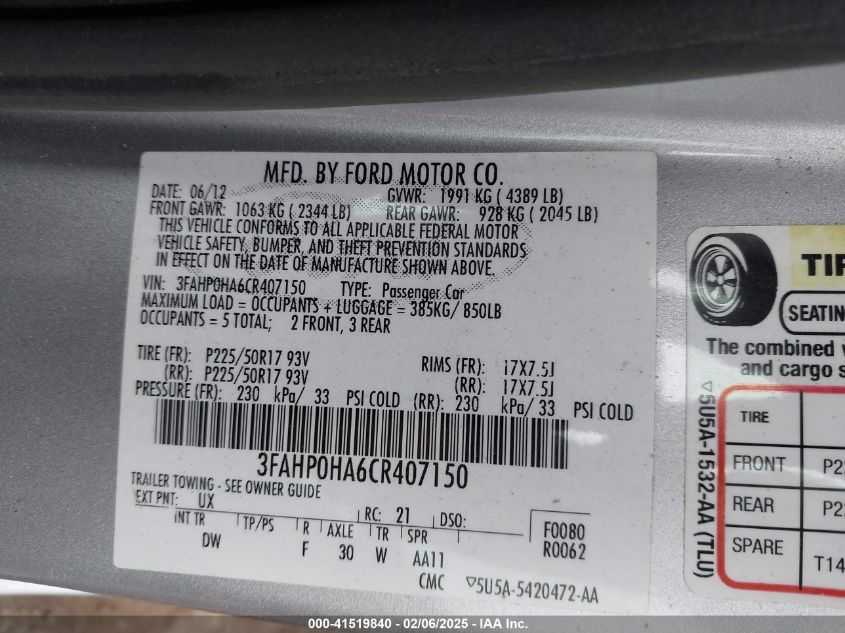 MFD. BY FORD MOTOR CO.
DATE: 06/12 GVWR: 1991 KG ( 4389 LB)
FRONT GAWR: 1063 KG ( 2344 LB) REAR GAWR: 928 KG ( 2045 LB)
THIS VEHICLE CONFORMS TO ALL APPLICABLE FEDERAL MOTOR
VEHICLE SAFETY, BUMPER, AND THEFT PREVENTION STANDARDS
IN EFFECT ON THE DATE OF MANUFACTURE SHOWN ABOVE.
VIN: 3FAHP0HA6CR407150 TYPE: Passenger Car
MAXIMUM LOAD = OCCUPANTS + LUGGAGE = 385KG/ 850LB
OCCUPANTS = 5 TOTAL; 2 FRONT, 3 REAR
TIRE (FR): P225/50R17 93V RIMS (FR): 17X7.5J
(RR): P225/50R17 93V (RR): 17X7.5J
PRESSURE (FR): 230 kPa/ 33 PSI COLD (RR): 230 kPa/ 33 PSI COLD
3FAHP0HA6CR407150
TRAILER TOWING - SEE OWNER GUIDE
EXT PNT: UX RC: 21 DSO: F0080
INT TR TP/PS R AXLE TR SPR R0062
DW F 30 W AA11
CMC ▽5U5A-5420472-AA
TIR
SEATIN
The combined w
and cargo s
TIRE
FRONT P22
REAR P22
SPARE T14
▽5U5A-1532-AA (TLU)
000-41519840 - 02/06/2025 - IAA Inc.